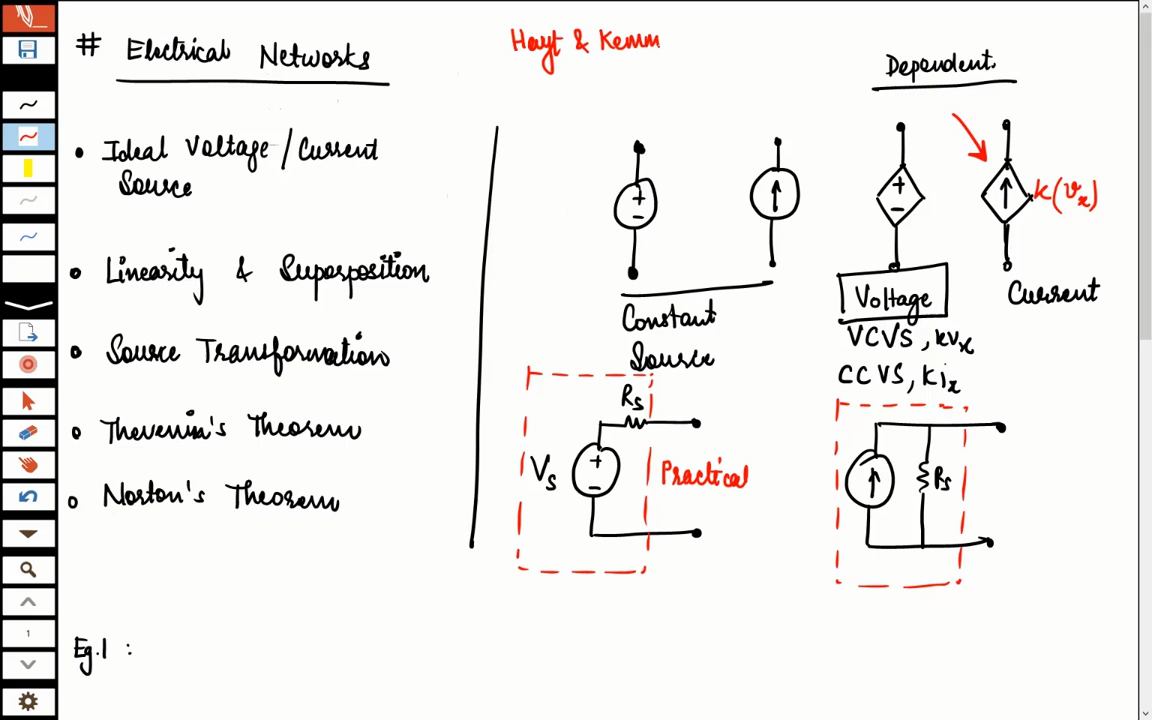 # Electrical Networks
Hayt & Kemm
Dependent.
• Ideal Voltage / Current
Source
• Linearity & Superposition
• Source Transformation
• Thevenin's Theorem
• Norton's Theorem
+
-
+
-
k(vx)
Constant
Source
Voltage
VCVS, kvx
CCVS, kix
Current
Rs
Vs
+
-
Practical
Rs
Eg.1 :
1